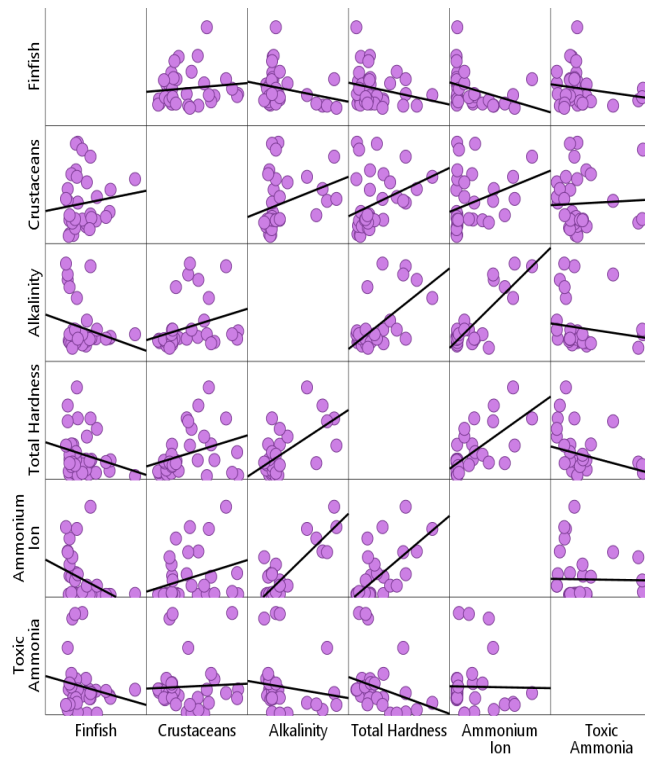 Finfish
Crustaceans
Alkalinity
Total Hardness
Ammonium
Ion
Toxic
Ammonia
Finfish
Crustaceans
Alkalinity
Total Hardness
Ammonium
Ion
Toxic
Ammonia